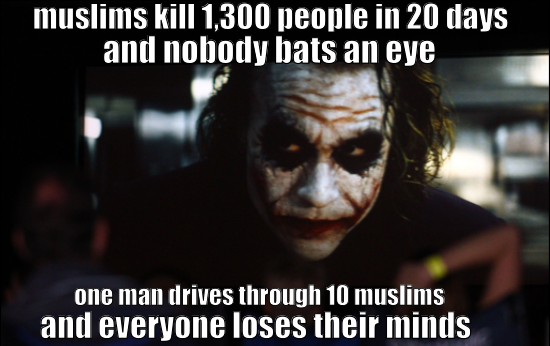 muslims kill 1,300 people in 20 days
and nobody bats an eye
one man drives through 10 muslims
and everyone loses their minds